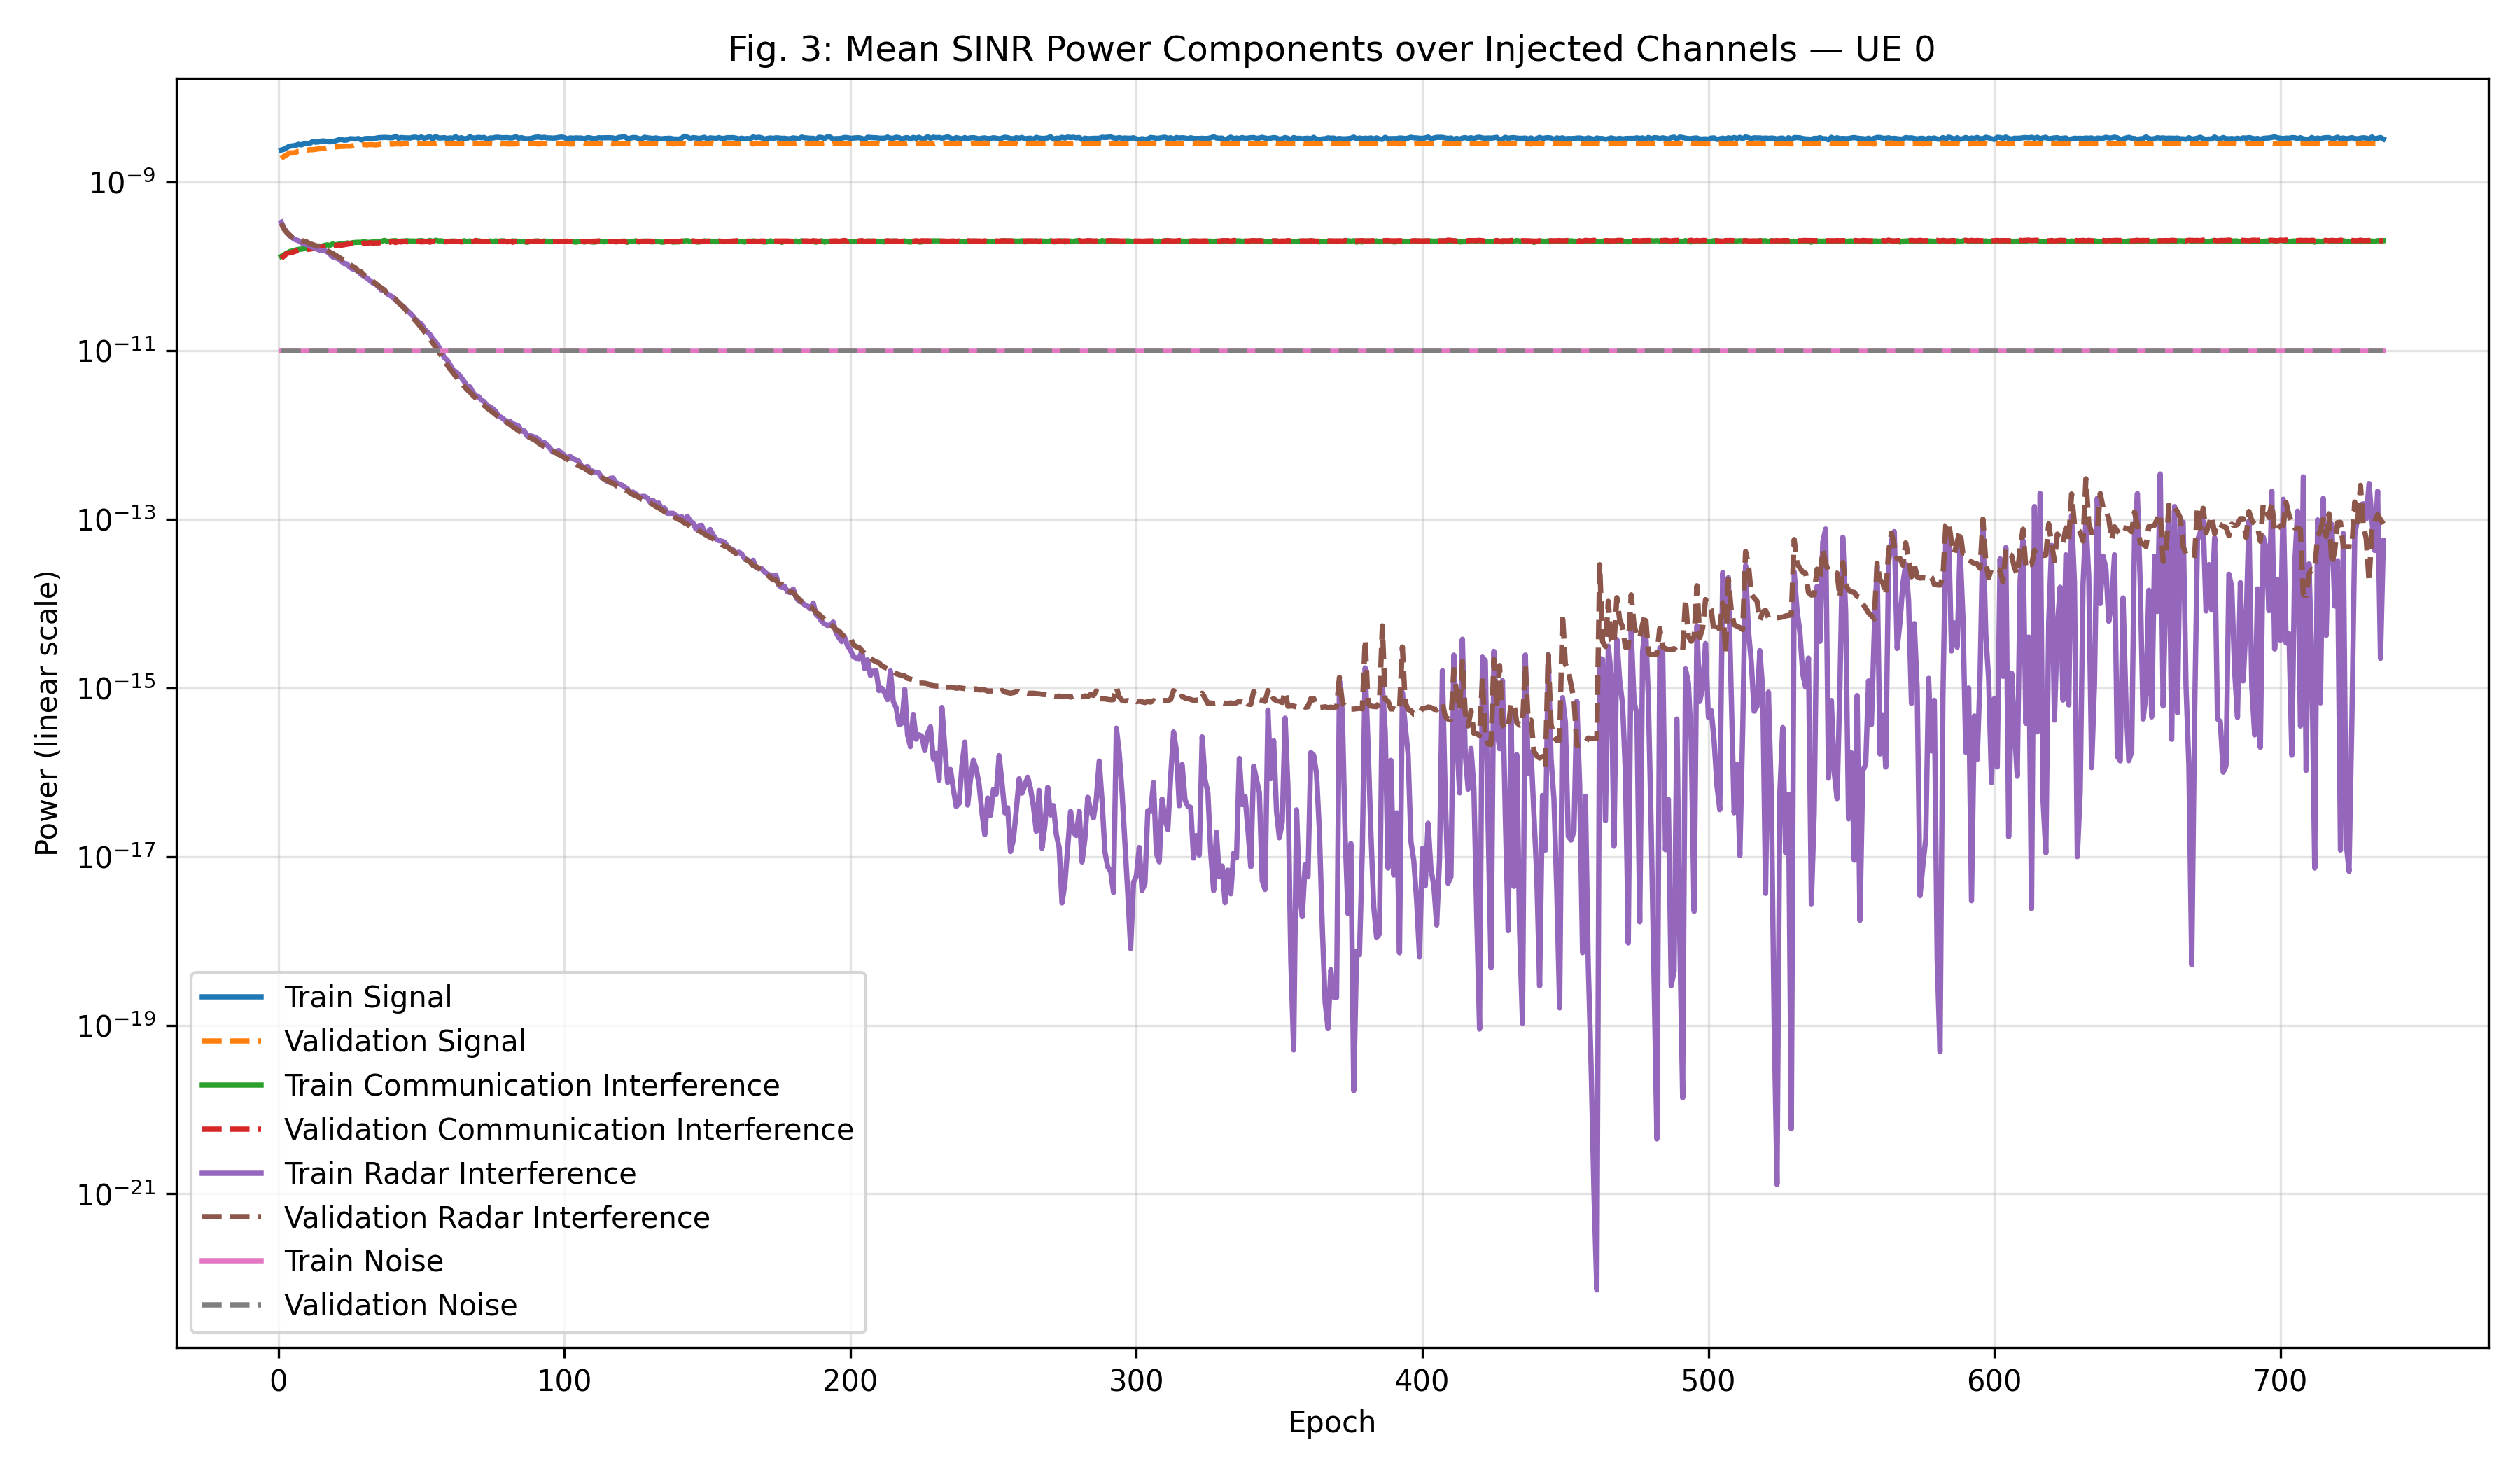 Fig. 3: Mean SINR Power Components over Injected Channels — UE 0
Power (linear scale)
10⁻⁹
10⁻¹¹
10⁻¹³
10⁻¹⁵
10⁻¹⁷
10⁻¹⁹
10⁻²¹
Train Signal
Validation Signal
Train Communication Interference
Validation Communication Interference
Train Radar Interference
Validation Radar Interference
Train Noise
Validation Noise
0 100 200 300 400 500 600 700
Epoch